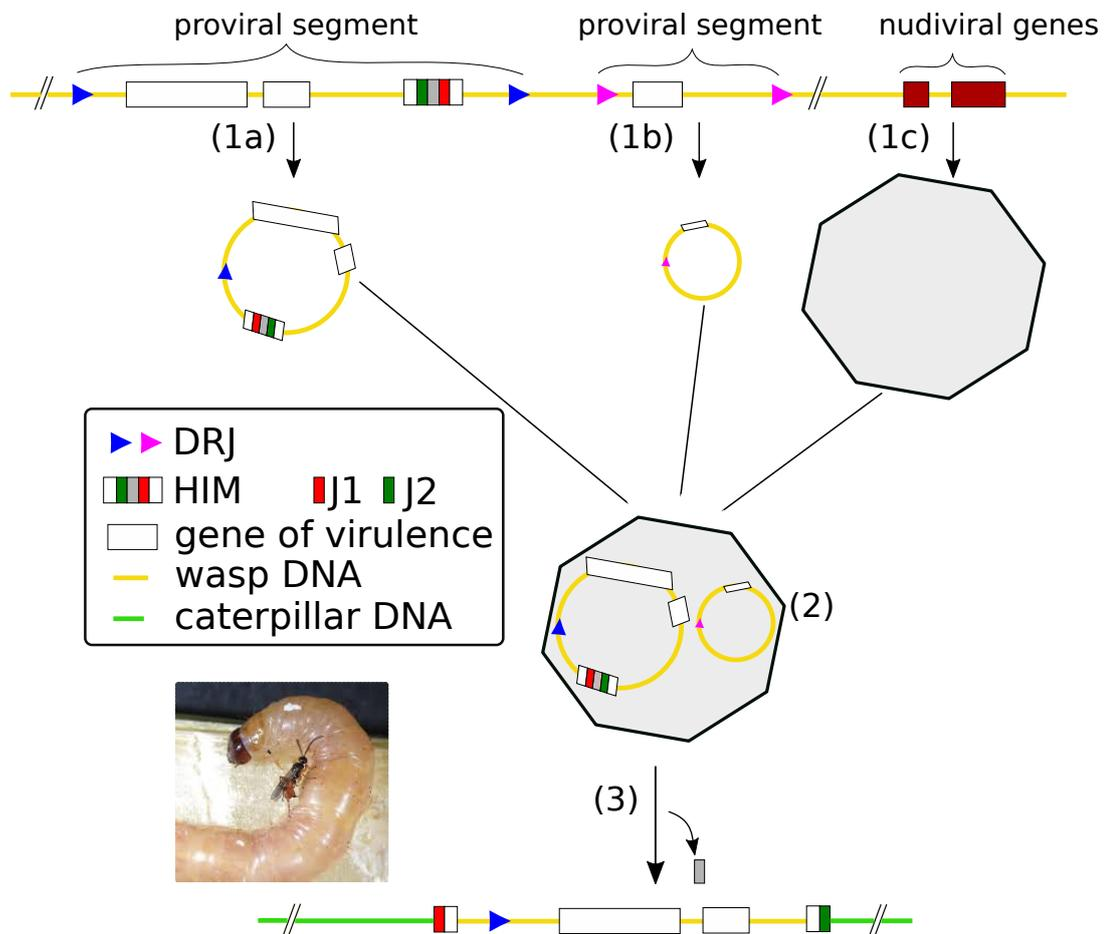 proviral segment proviral segment nudiviral genes
(1a) (1b) (1c)
DRJ
HIM J1 J2
gene of virulence
wasp DNA
caterpillar DNA
(2)
(3)